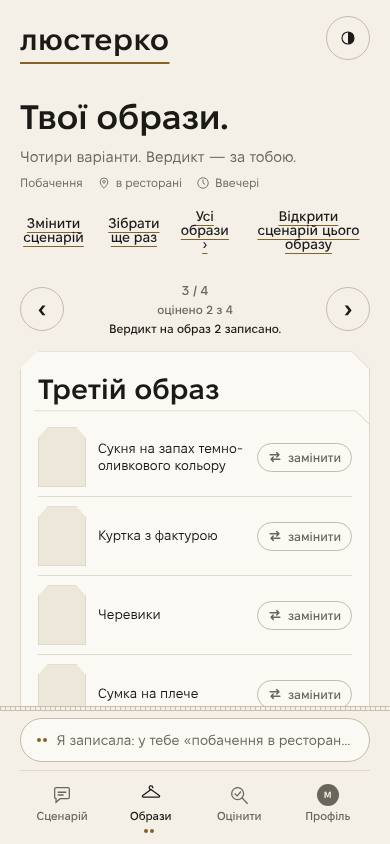 люстерко
Твої образи.
Чотири варіанти. Вердикт — за тобою.
Побачення в ресторані Ввечері
Змінити
сценарій
Зібрати
ще раз
Усі
образи
›
Відкрити
сценарій цього
образу
‹
3 / 4
оцінено 2 з 4
Вердикт на образ 2 записано.
›
Третій образ
Сукня на запах темно-
оливкового кольору
замінити
Куртка з фактурою
замінити
Черевики
замінити
Сумка на плече
замінити
Я записала: у тебе «побачення в ресторан...
Сценарій
Образи
Оцінити
М
Профіль